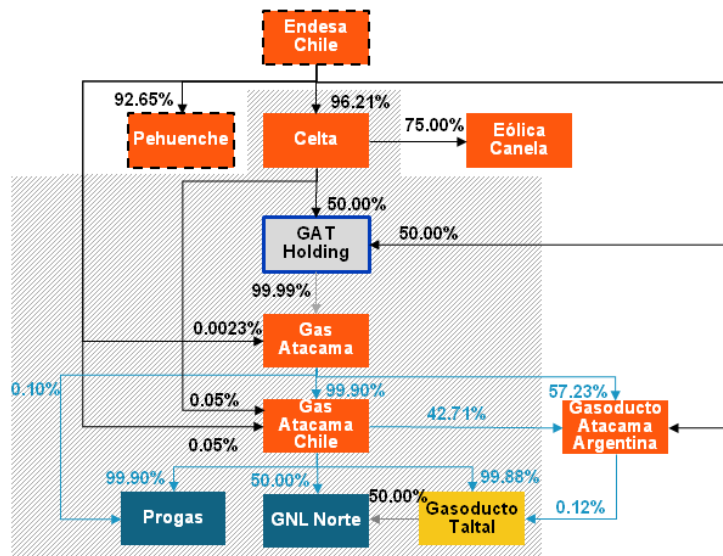 Endesa
Chile
92.65%
96.21%
Pehuenche
Celta
75.00%
Eólica
Canela
50.00%
GAT
Holding
50.00%
99.99%
0.0023%
Gas
Atacama
0.10%
99.90%
57.23%
0.05%
Gas
Atacama
Chile
42.71%
Gasoducto
Atacama
Argentina
0.05%
99.90%
50.00%
99.88%
50.00%
0.12%
Progas
GNL Norte
Gasoducto
Taltal